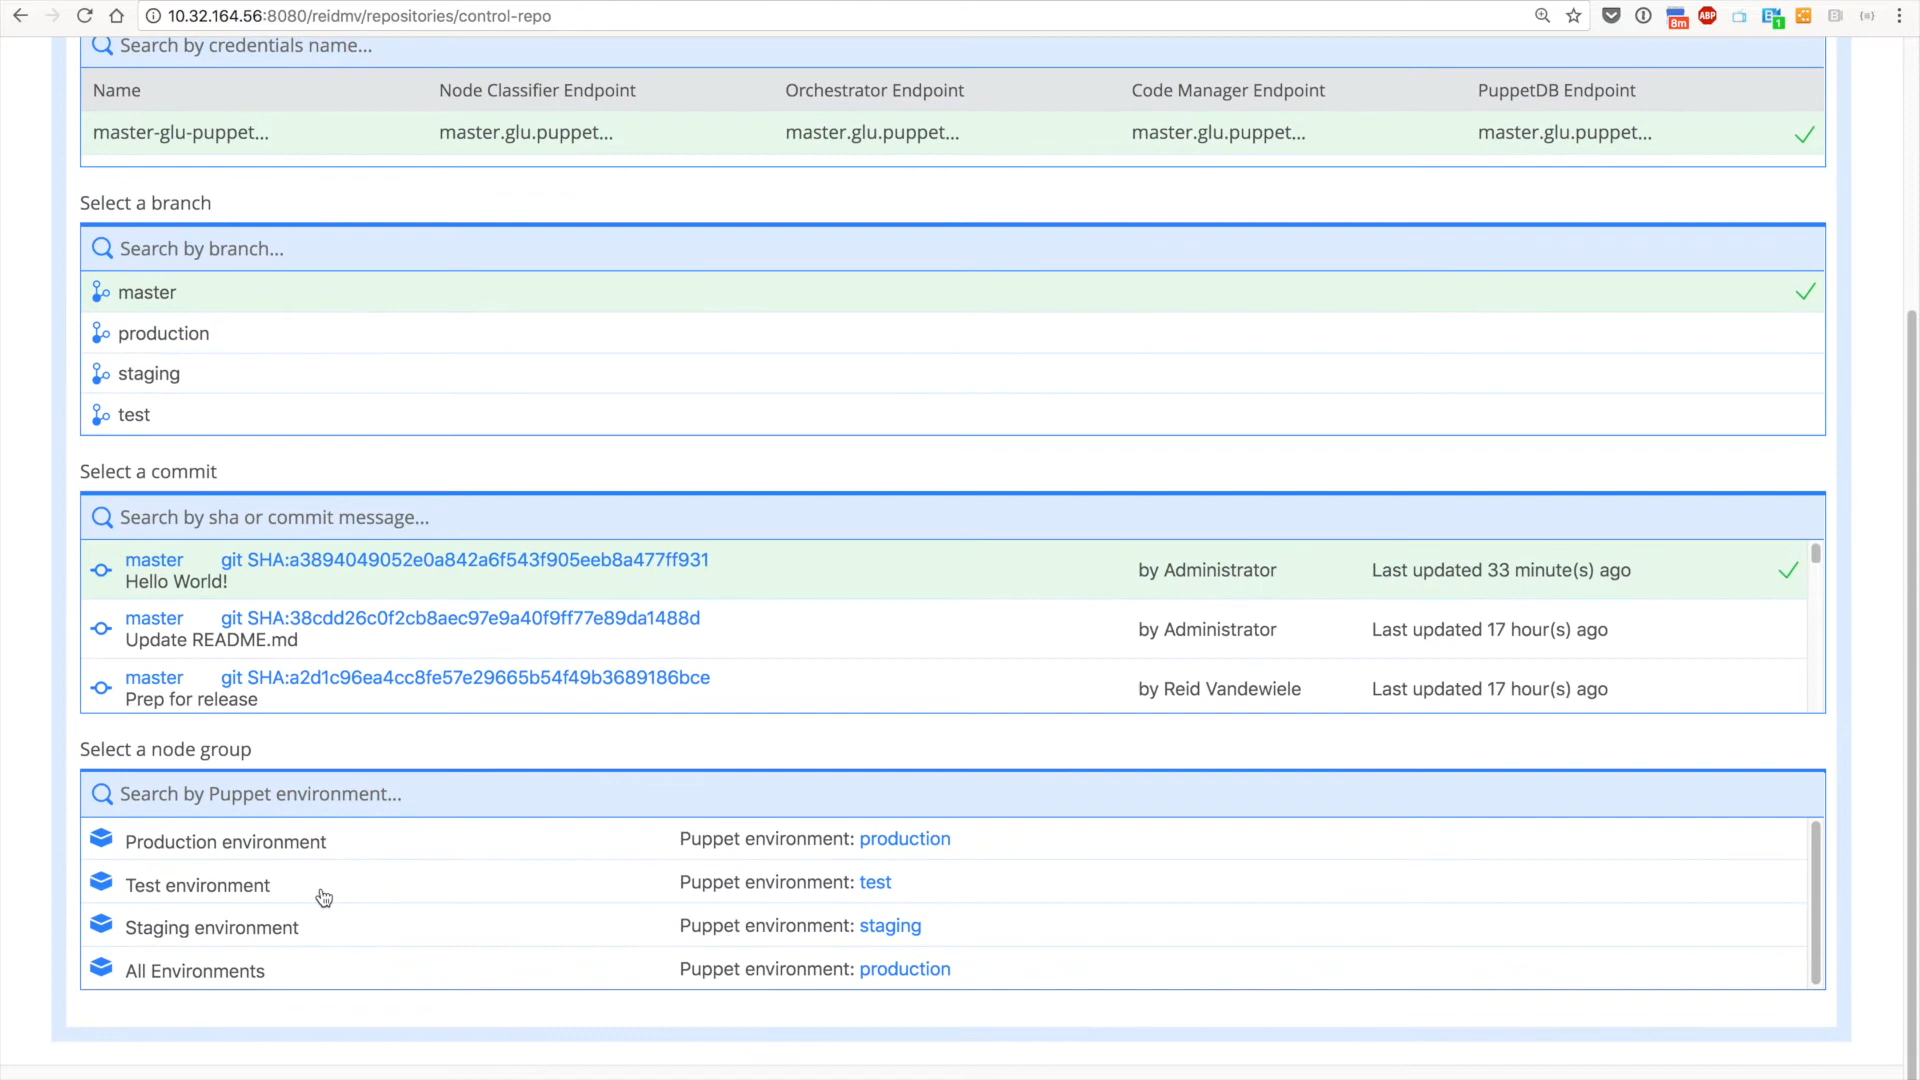 10.32.164.56:8080/reidmv/repositories/control-repo
8m
ABP
1
Search by credentials name...
Name Node Classifier Endpoint Orchestrator Endpoint Code Manager Endpoint PuppetDB Endpoint
master-glu-puppet... master.glu.puppet... master.glu.puppet... master.glu.puppet... master.glu.puppet...
Select a branch
Search by branch...
master
production
staging
test
Select a commit
Search by sha or commit message...
master git SHA:a3894049052e0a842a6f543f905eeb8a477ff931
Hello World!
by Administrator Last updated 33 minute(s) ago
master git SHA:38cdd26c0f2cb8aec97e9a40f9ff77e89da1488d
Update README.md
by Administrator Last updated 17 hour(s) ago
master git SHA:a2d1c96ea4cc8fe57e29665b54f49b3689186bce
Prep for release
by Reid Vandewiele Last updated 17 hour(s) ago
Select a node group
Search by Puppet environment...
Production environment Puppet environment: production
Test environment Puppet environment: test
Staging environment Puppet environment: staging
All Environments Puppet environment: production